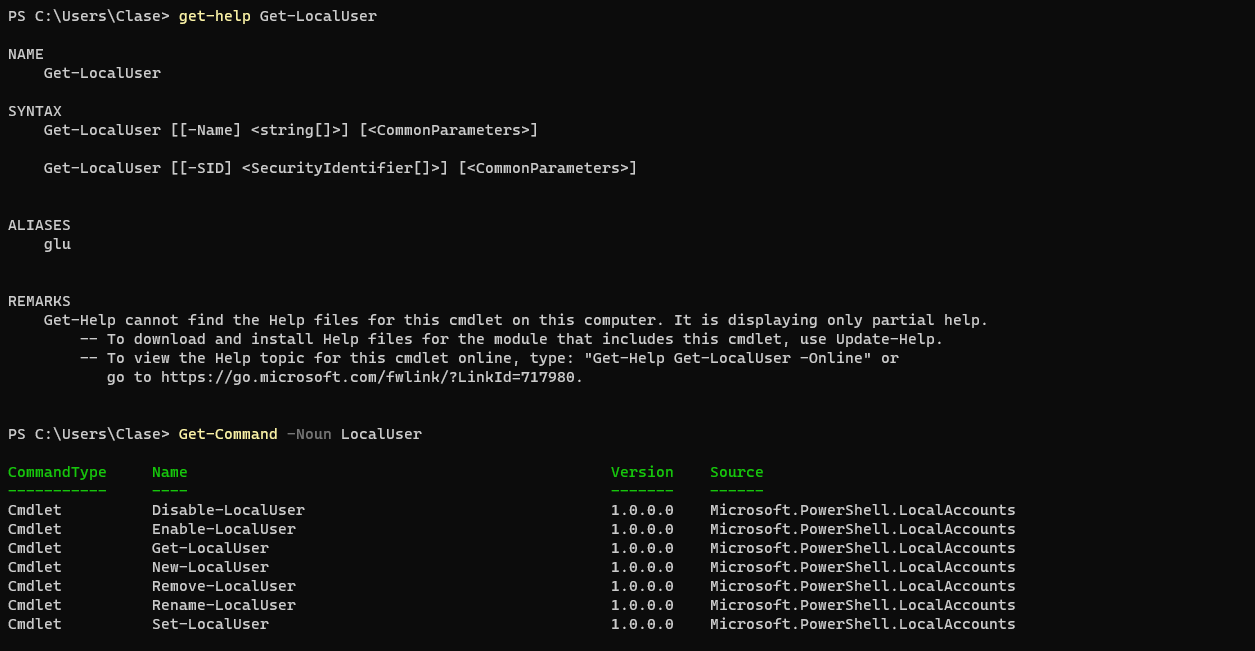 PS C:\Users\Clase> get-help Get-LocalUser
NAME
    Get-LocalUser
SYNTAX
    Get-LocalUser [[-Name] <string[]>] [<CommonParameters>]
    Get-LocalUser [[-SID] <SecurityIdentifier[]>] [<CommonParameters>]
ALIASES
    glu
REMARKS
    Get-Help cannot find the Help files for this cmdlet on this computer. It is displaying only partial help.
        -- To download and install Help files for the module that includes this cmdlet, use Update-Help.
        -- To view the Help topic for this cmdlet online, type: "Get-Help Get-LocalUser -Online" or
           go to https://go.microsoft.com/fwlink/?LinkId=717980.
PS C:\Users\Clase> Get-Command -Noun LocalUser
CommandType     Name                                               Version    Source
-----------     ----                                               -------    ------
Cmdlet          Disable-LocalUser                                  1.0.0.0    Microsoft.PowerShell.LocalAccounts
Cmdlet          Enable-LocalUser                                   1.0.0.0    Microsoft.PowerShell.LocalAccounts
Cmdlet          Get-LocalUser                                      1.0.0.0    Microsoft.PowerShell.LocalAccounts
Cmdlet          New-LocalUser                                      1.0.0.0    Microsoft.PowerShell.LocalAccounts
Cmdlet          Remove-LocalUser                                   1.0.0.0    Microsoft.PowerShell.LocalAccounts
Cmdlet          Rename-LocalUser                                   1.0.0.0    Microsoft.PowerShell.LocalAccounts
Cmdlet          Set-LocalUser                                      1.0.0.0    Microsoft.PowerShell.LocalAccounts